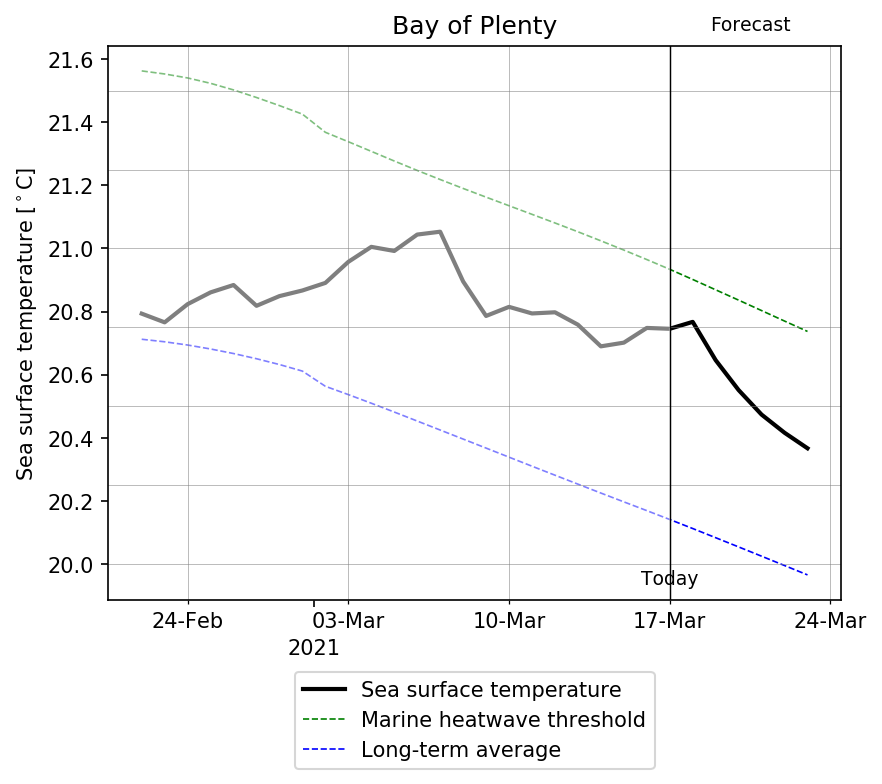 Bay of Plenty
Forecast
Sea surface temperature [°C]
21.6
21.4
21.2
21.0
20.8
20.6
20.4
20.2
20.0
Today
24-Feb
03-Mar
10-Mar
17-Mar
24-Mar
2021
Sea surface temperature
Marine heatwave threshold
Long-term average